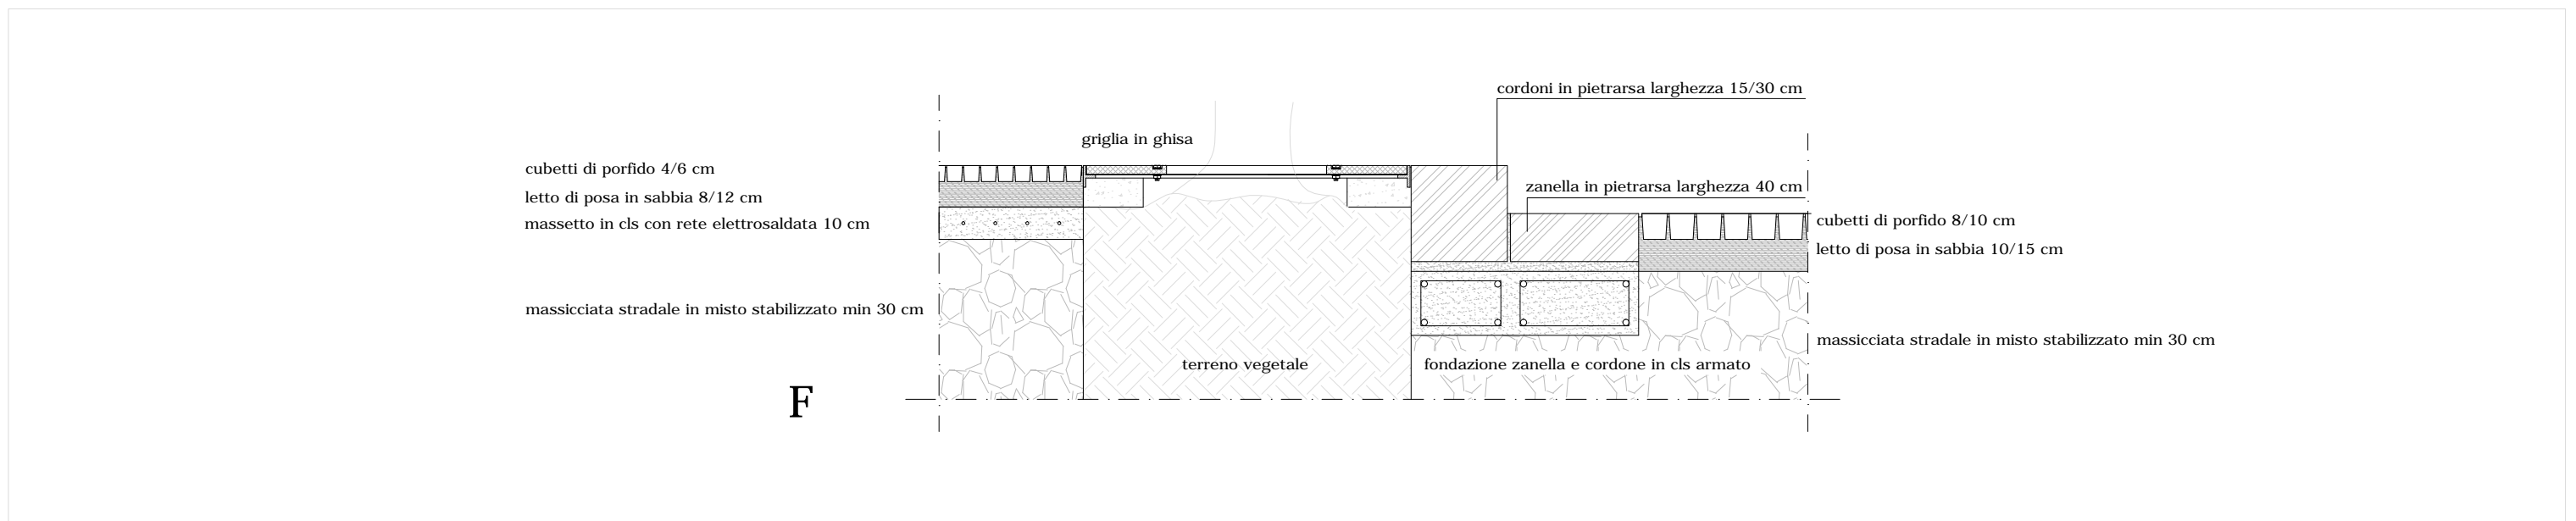 cordoni in pietrarsa larghezza 15/30 cm
griglia in ghisa
cubetti di porfido 4/6 cm
zanella in pietrarsa larghezza 40 cm
letto di posa in sabbia 8/12 cm
massetto in cls con rete elettrosaldata 10 cm
cubetti di porfido 8/10 cm
letto di posa in sabbia 10/15 cm
massicciata stradale in misto stabilizzato min 30 cm
massicciata stradale in misto stabilizzato min 30 cm
terreno vegetale
fondazione zanella e cordone in cls armato
F